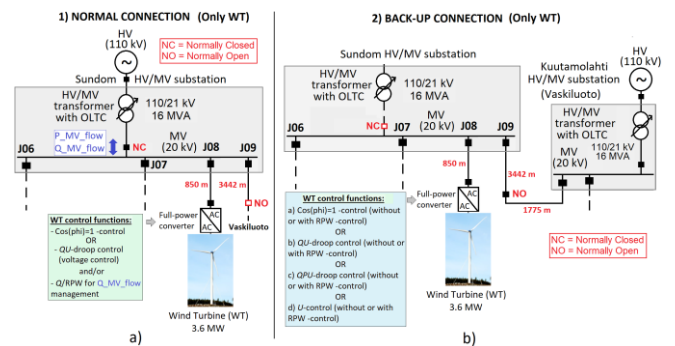 1) NORMAL CONNECTION (Only WT)
HV
(110 kV)
NC = Normally Closed
NO = Normally Open
Sundom HV/MV substation
HV/MV
transformer
with OLTC
110/21 kV
16 MVA
P_MV_flow
Q_MV_flow
NC
MV
(20 kV)
J06
J07
J08
J09
850 m
3442 m
NO
Vaskiluoto
Full-power
converter
AC
AC
WT control functions:
- Cos(phi)=1 -control
OR
- QU-droop control
(voltage control)
and/or
- Q/RPW for Q_MV_flow
management
Wind Turbine (WT)
3.6 MW
a)
2) BACK-UP CONNECTION (Only WT)
Sundom HV/MV substation
HV/MV
transformer
with OLTC
110/21 kV
16 MVA
NC
MV
(20 kV)
J06
J07
J08
J09
850 m
3442 m
NO
1775 m
Kuutamolahti
HV/MV substation
(Vaskiluoto)
HV
(110 kV)
HV/MV
transformer
with OLTC
MV
(20 kV)
110/21 kV
16 MVA
NC = Normally Closed
NO = Normally Open
Full-power
converter
AC
AC
WT control functions:
a) Cos(phi)=1 -control (without
or with RPW -control)
OR
b) QU-droop control (without or
with RPW -control)
OR
c) QPU-droop control (without
or with RPW -control)
OR
d) U-control (without or with
RPW -control)
Wind Turbine (WT)
3.6 MW
b)